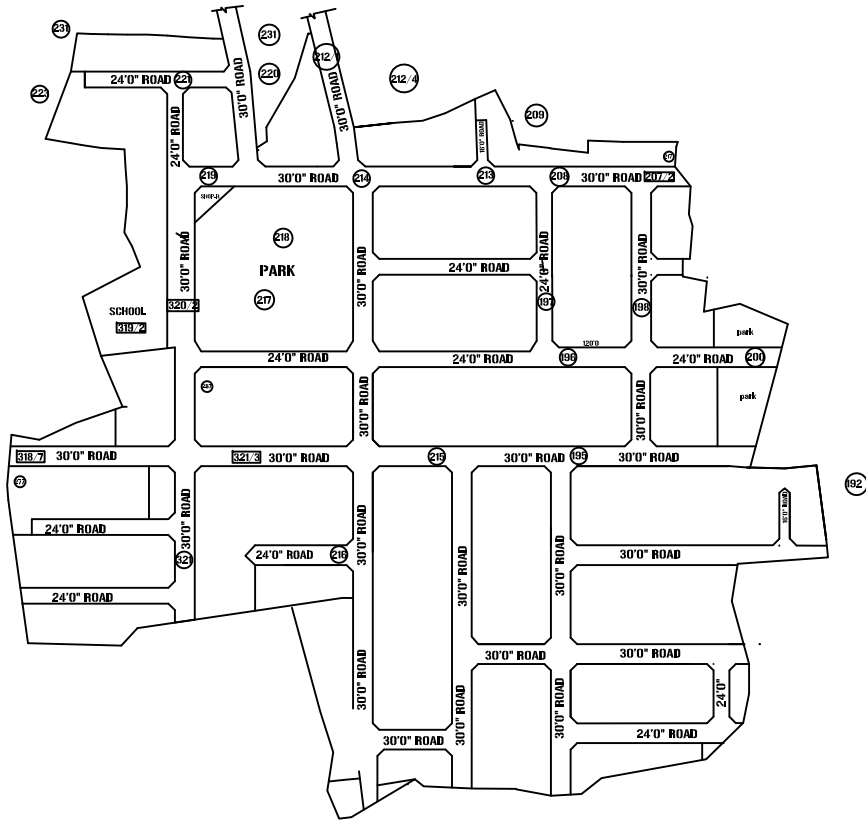 231
231
212/1
220
212/4
24'0" ROAD
221
30'0" ROAD
30'0" ROAD
223
24'0" ROAD
209
16'0" ROAD
219
30'0" ROAD
214
213
208
30'0" ROAD
207/2
218
PARK
217
30'0" ROAD
30'0" ROAD
24'0" ROAD
24'0" ROAD
30'0" ROAD
320/2
197
198
SCHOOL
319/2
park
24'0" ROAD
24'0" ROAD
196
120'0
24'0" ROAD
200
park
30'0" ROAD
30'0" ROAD
318/7
30'0" ROAD
321/3
30'0" ROAD
215
30'0" ROAD
195
30'0" ROAD
192
16'0" ROAD
24'0" ROAD
30'0" ROAD
321
24'0" ROAD
216
30'0" ROAD
30'0" ROAD
30'0" ROAD
30'0" ROAD
24'0" ROAD
30'0" ROAD
30'0" ROAD
30'0" ROAD
24'0"
30'0" ROAD
30'0" ROAD
30'0" ROAD
24'0" ROAD